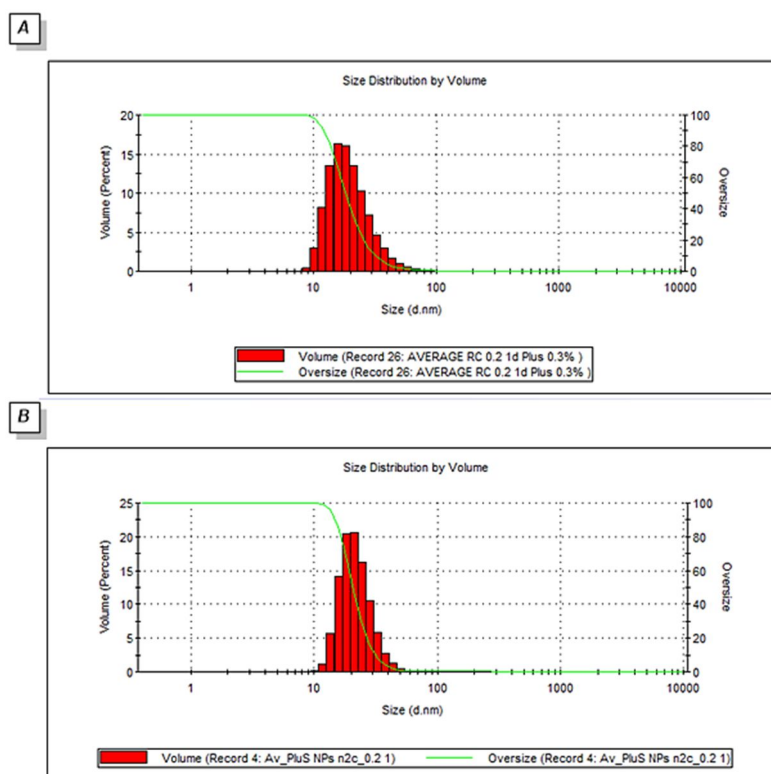 A
Size Distribution by Volume
20
15
10
5
0
Volume (Percent)
100
80
60
40
20
0
Oversize
1 10 100 1000 10000
Size (d.nm)
Volume (Record 26: AVERAGE RC 0.2 1d Plus 0.3% )
Oversize (Record 26: AVERAGE RC 0.2 1d Plus 0.3% )
B
Size Distribution by Volume
25
20
15
10
5
0
Volume (Percent)
100
80
60
40
20
0
Oversize
1 10 100 1000 10000
Size (d.nm)
Volume (Record 4: Av_PluS NPs n2c_0.2 1) Oversize (Record 4: Av_PluS NPs n2c_0.2 1)